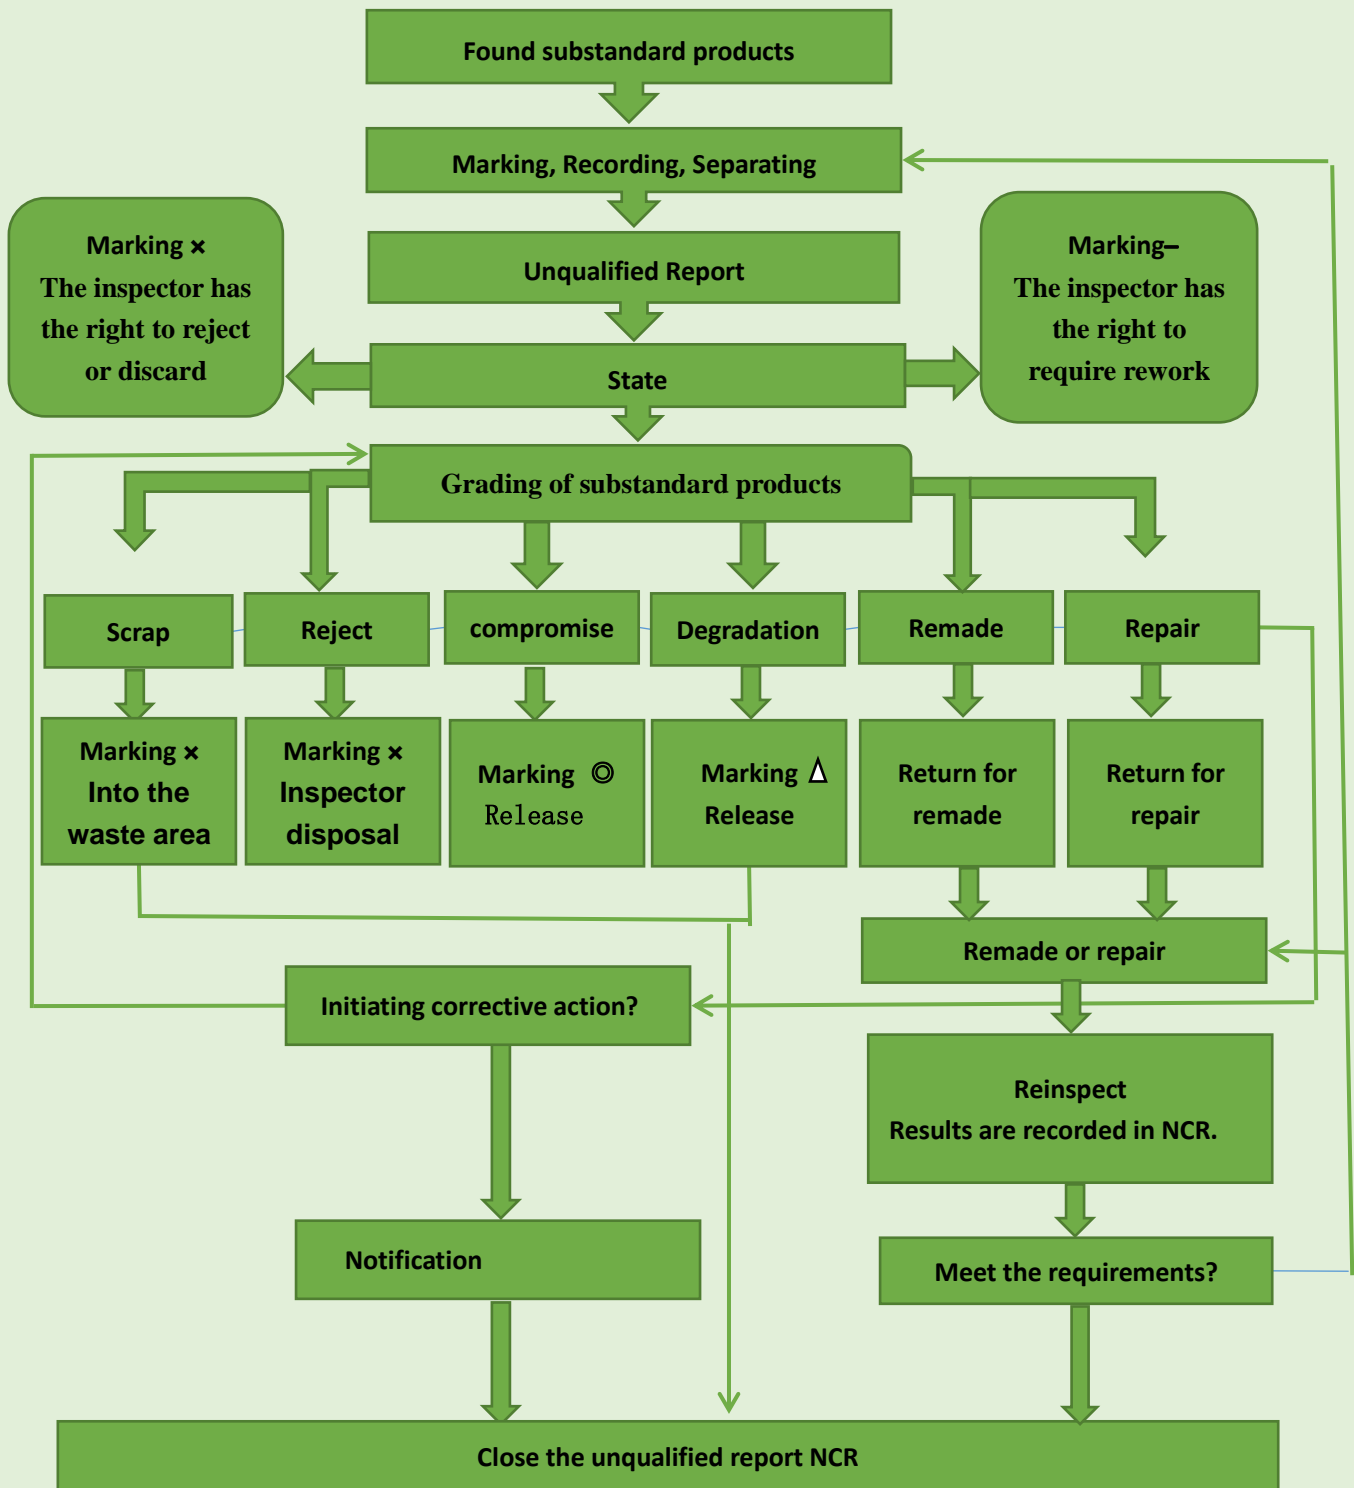 Found substandard products
Marking, Recording, Separating
Marking ×
The inspector has
the right to reject
or discard
Unqualified Report
Marking–
The inspector has
the right to
require rework
State
Grading of substandard products
Scrap
Reject
compromise
Degradation
Remade
Repair
Marking ×
Into the
waste area
Marking ×
Inspector
disposal
Marking ◎
Release
Marking △
Release
Return for
remade
Return for
repair
Remade or repair
Initiating corrective action?
Reinspect
Results are recorded in NCR.
Notification
Meet the requirements?
Close the unqualified report NCR